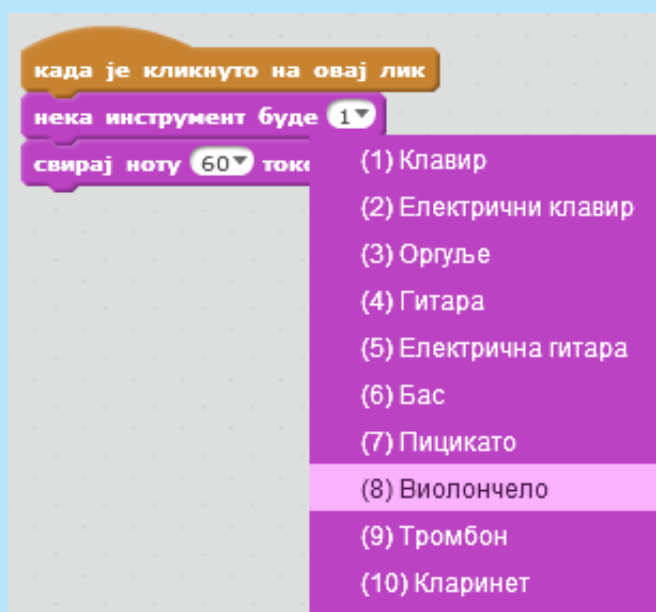 када је кликнуто на овај лик
нека инструмент буде 1
свирај ноту 60
(1) Клавир
(2) Електрични клавир
(3) Оргуље
(4) Гитара
(5) Електрична гитара
(6) Бас
(7) Пицикато
(8) Виолончело
(9) Тромбон
(10) Кларинет